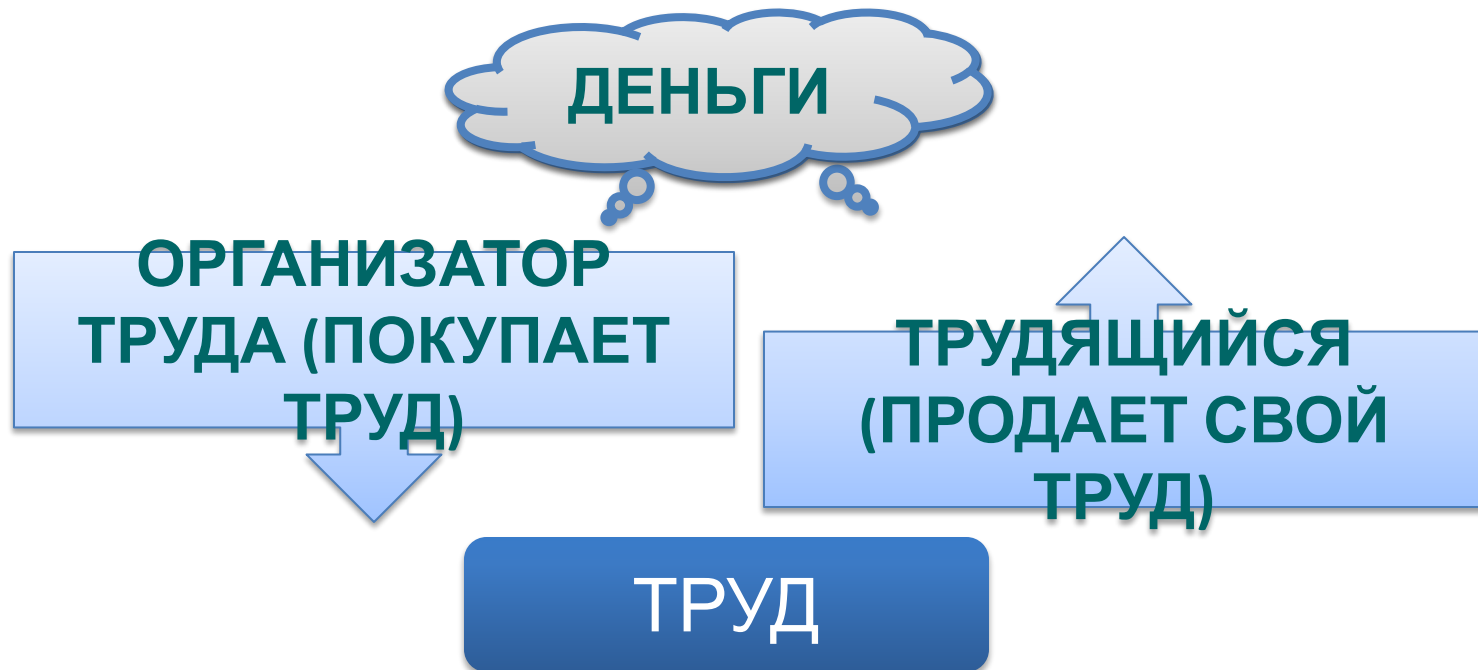 ДЕНЬГИ
ОРГАНИЗАТОР
ТРУДА (ПОКУПАЕТ
ТРУД)
ТРУДЯЩИЙСЯ
(ПРОДАЕТ СВОЙ
ТРУД)
ТРУД